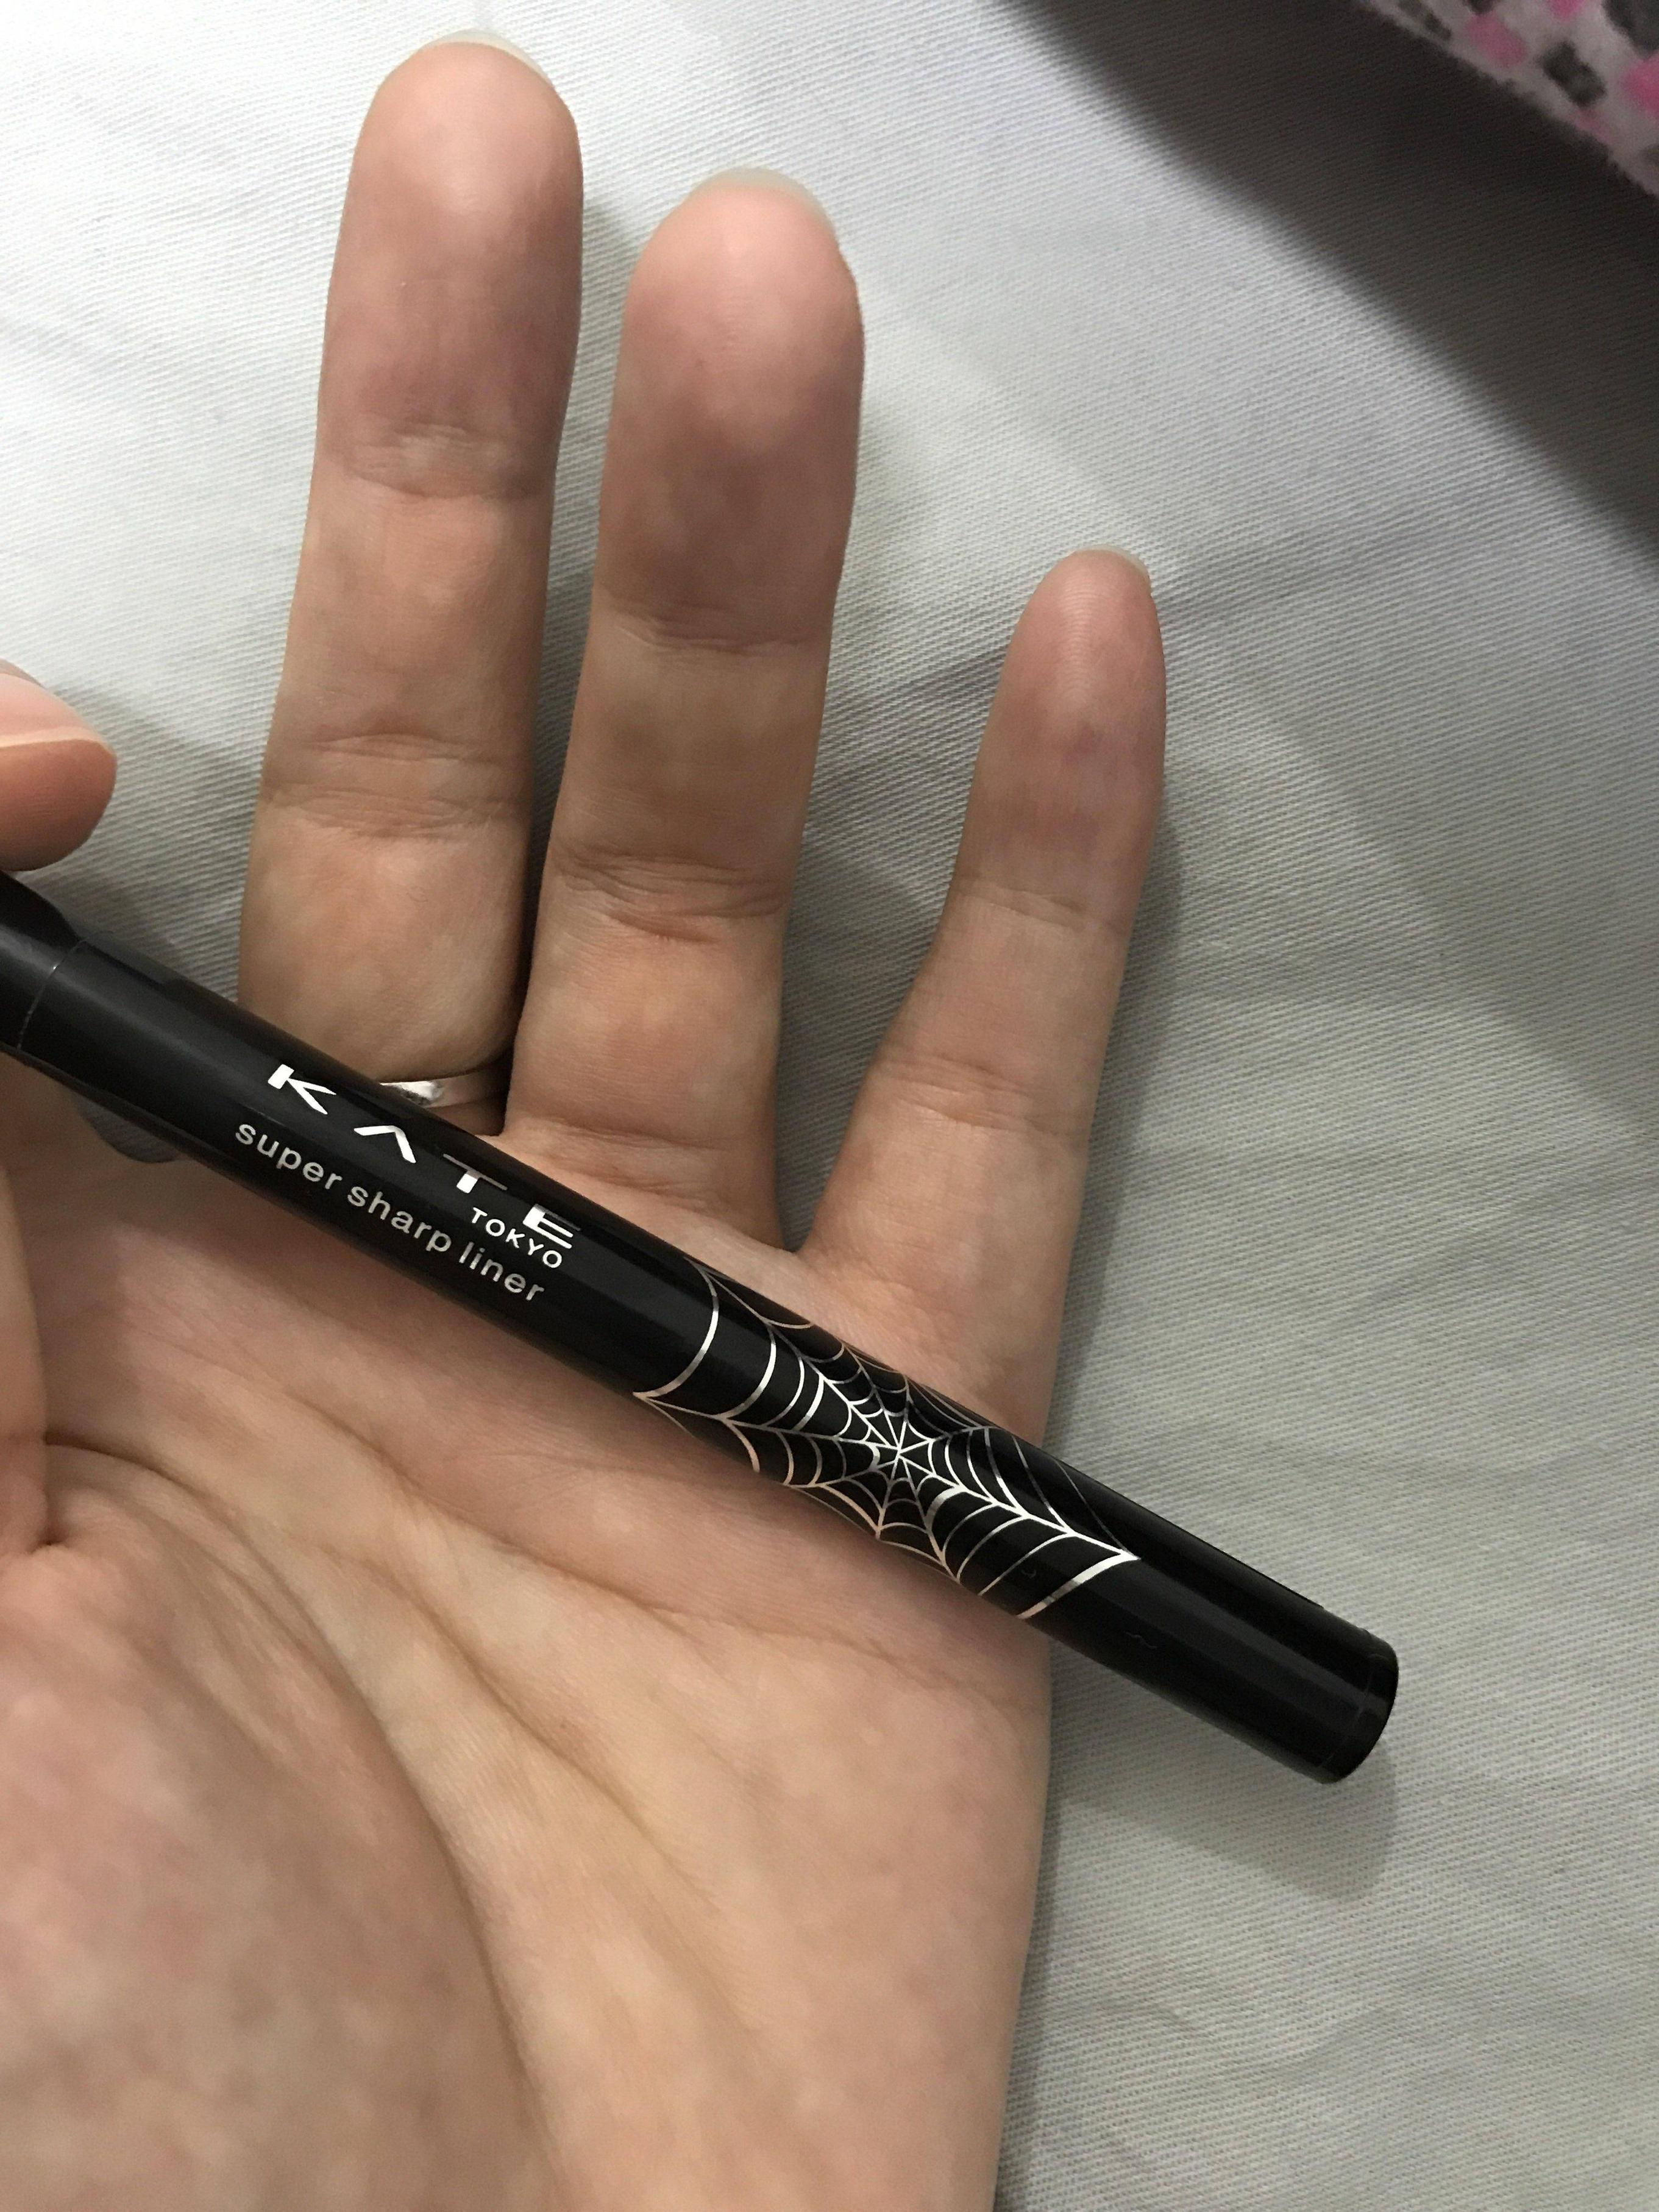 KATE
TOKYO
super sharp liner